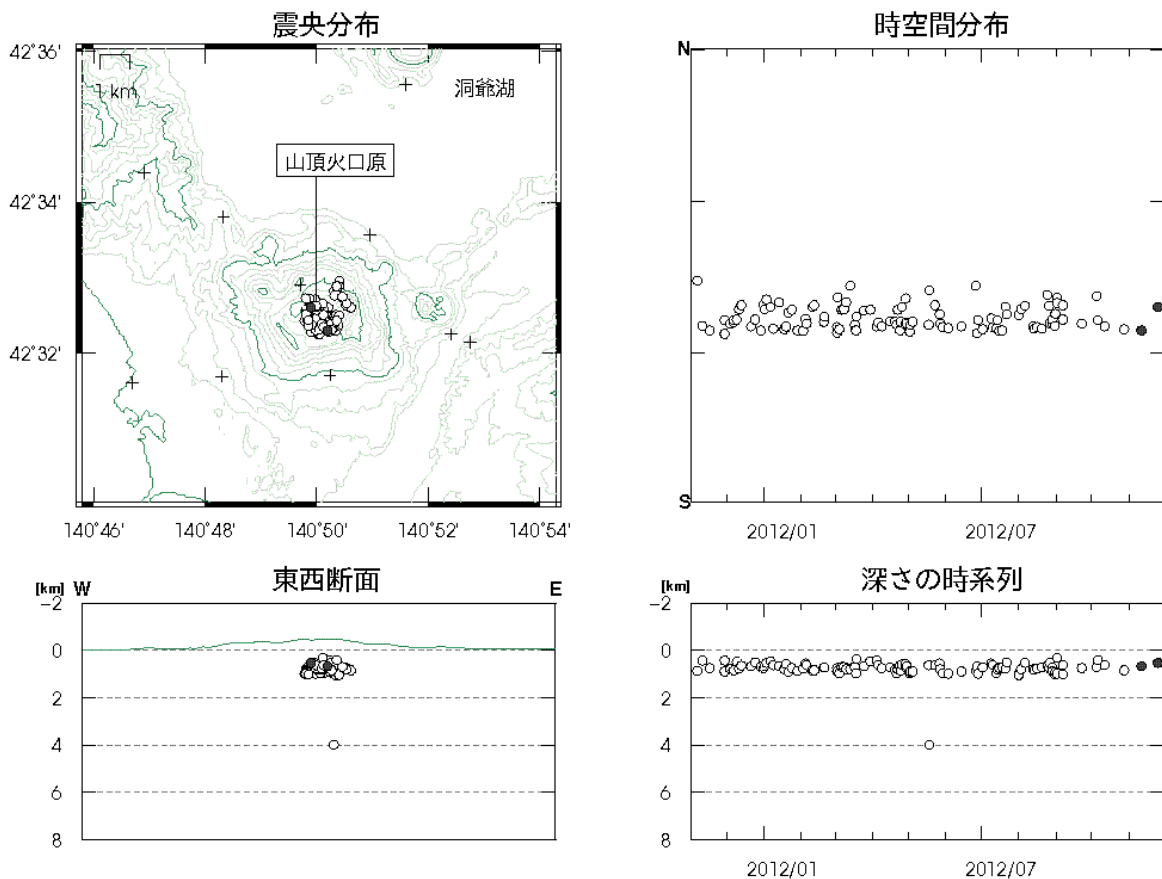 震央分布
42°36'
42°34'
42°32'
1 km
洞爺湖
山頂火口原
140°46'
140°48'
140°50'
140°52'
140°54'
時空間分布
N
S
2012/01
2012/07
東西断面
[km]
W
E
-2
0
2
4
6
8
深さの時系列
[km]
-2
0
2
4
6
8
2012/01
2012/07